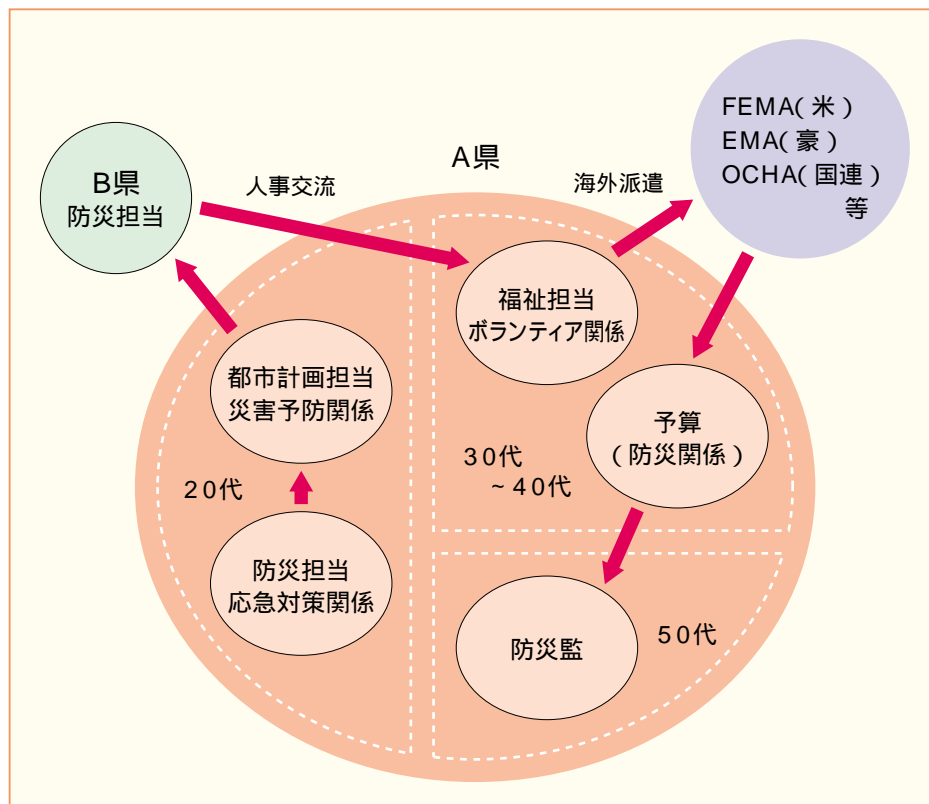 A県
FEMA(米)
EMA(豪)
OCHA(国連)
等
B県
防災担当
人事交流
海外派遣
福祉担当
ボランティア関係
都市計画担当
災害予防関係
予算
(防災関係)
30代
~40代
20代
防災担当
応急対策関係
防災監
50代